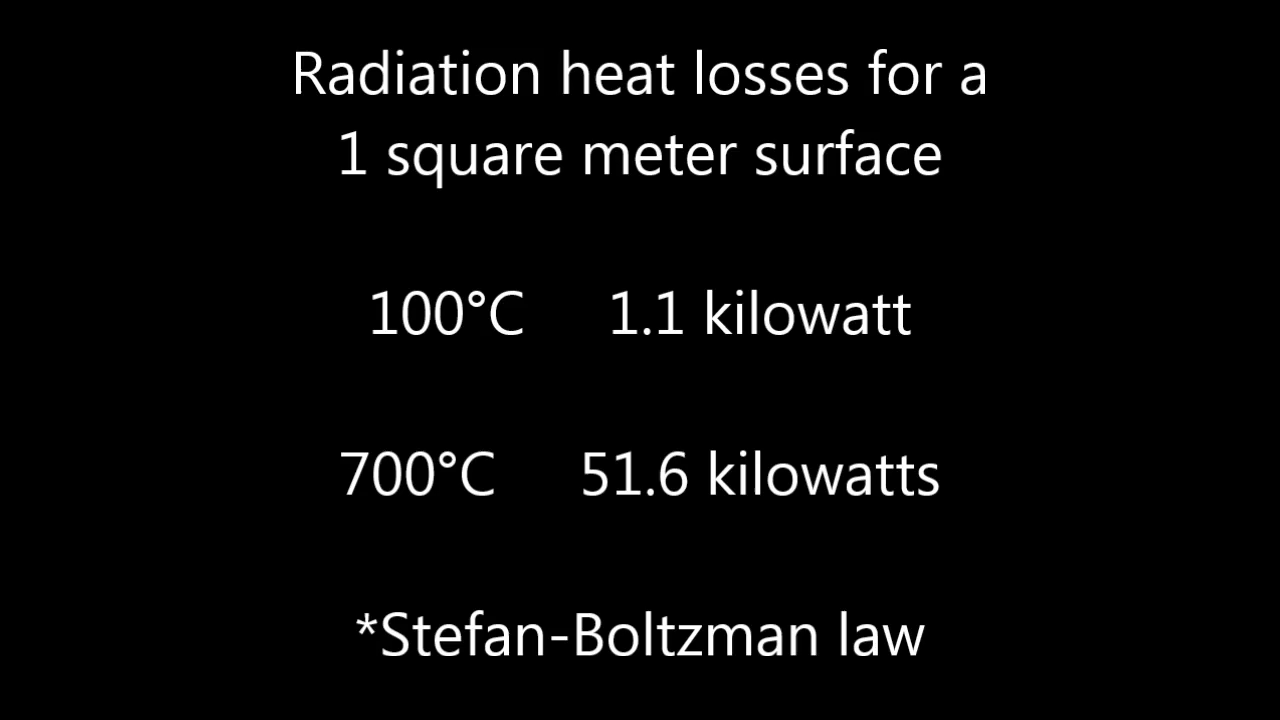 Radiation heat losses for a
1 square meter surface
100°C 1.1 kilowatt
700°C 51.6 kilowatts
*Stefan-Boltzman law